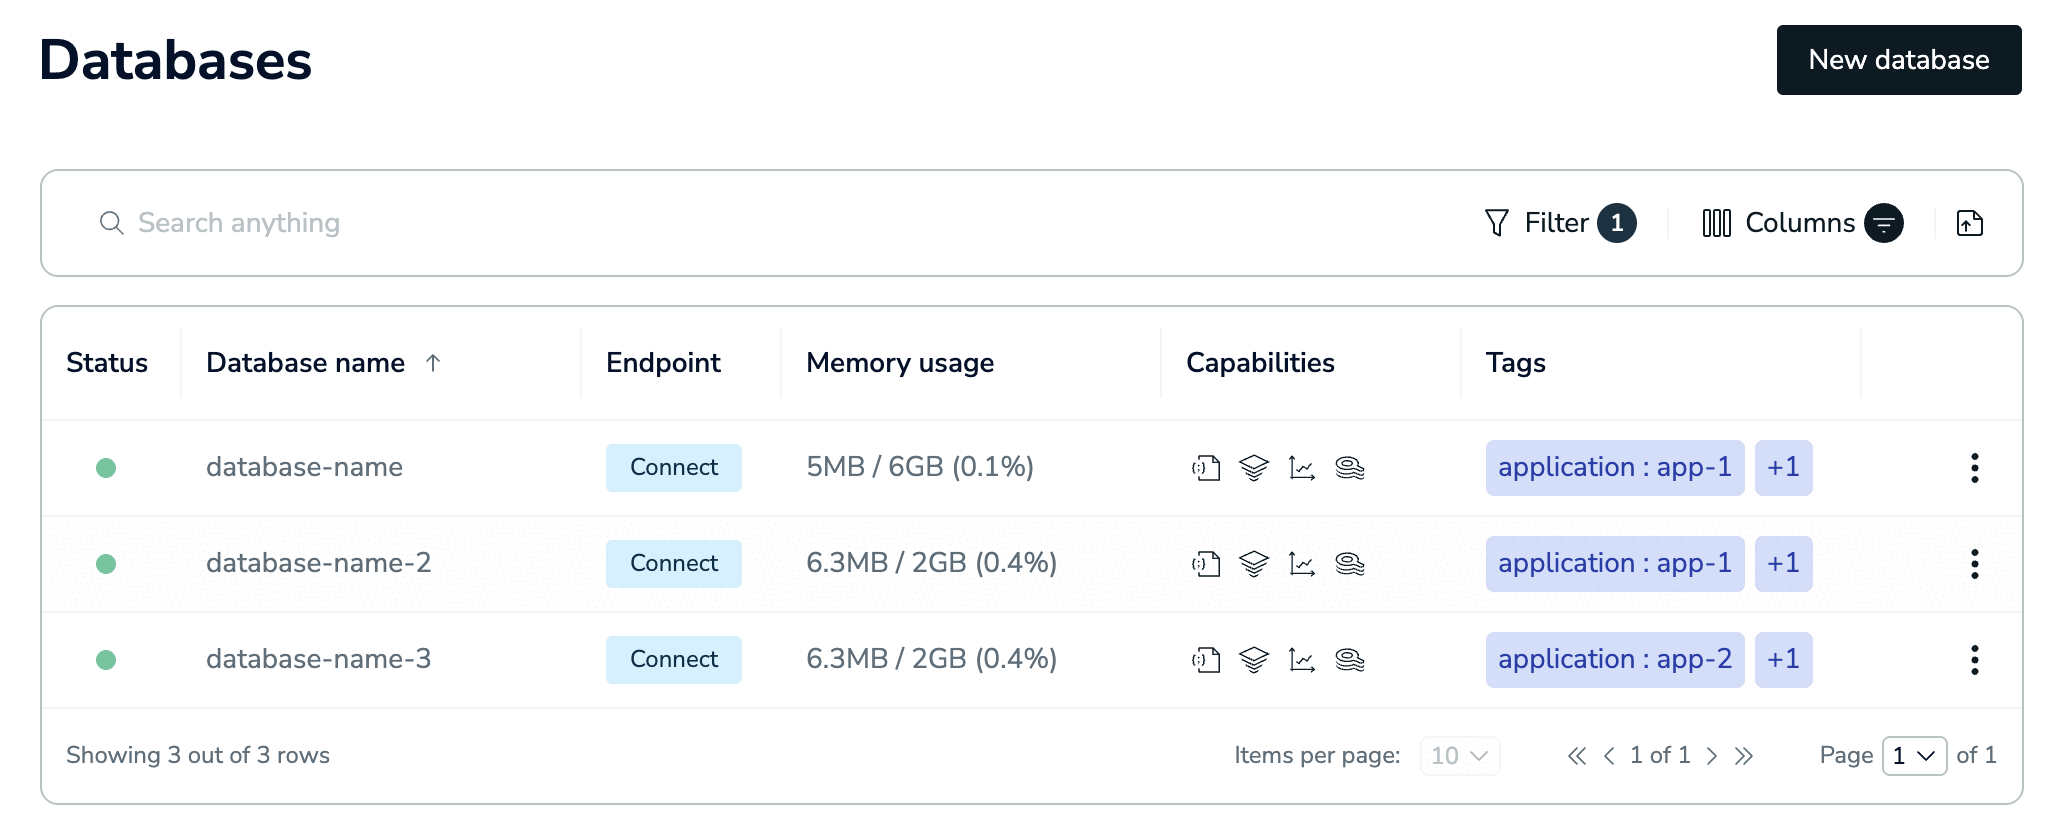 Databases
New database
Search anything
Filter 1
Columns
Status Database name Endpoint Memory usage Capabilities Tags
database-name Connect 5MB / 6GB (0.1%) application : app-1 +1
database-name-2 Connect 6.3MB / 2GB (0.4%) application : app-1 +1
database-name-3 Connect 6.3MB / 2GB (0.4%) application : app-2 +1
Showing 3 out of 3 rows Items per page: 10 1 of 1 Page 1 of 1